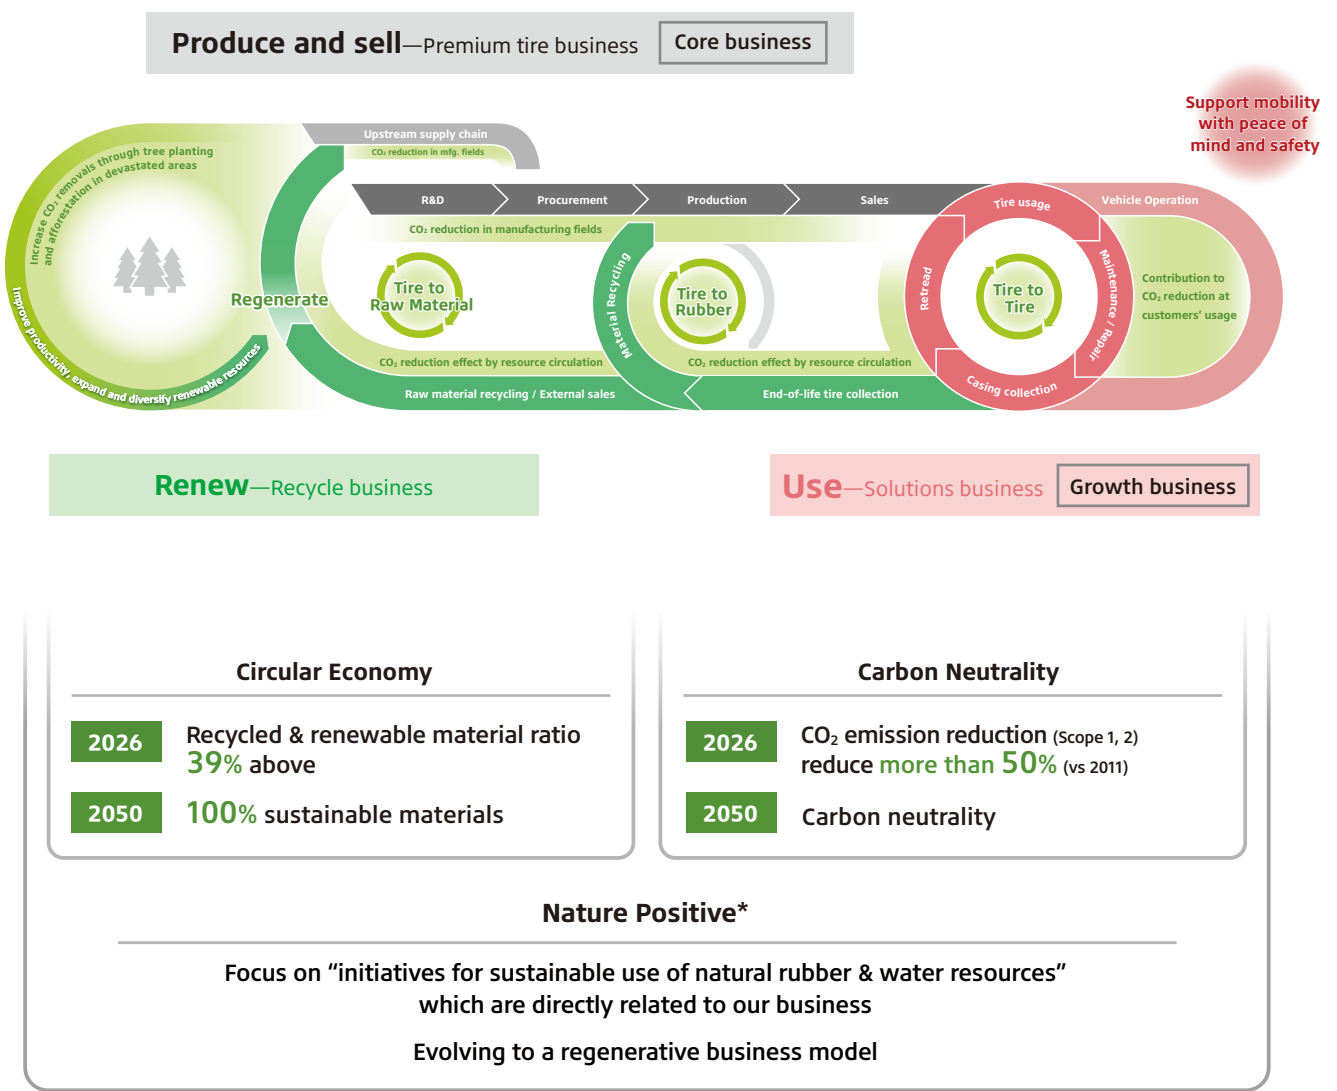 Produce and sell—Premium tire business
Core business
Support mobility
with peace of
mind and safety
Upstream supply chain
CO₂ reduction in mfg. fields
Increase CO₂ removals through tree planting
and afforestation in devastated areas
R&D
Procurement
Production
Sales
Tire usage
Vehicle Operation
CO₂ reduction in manufacturing fields
Regenerate
Tire to
Raw Material
Material Recycling
Tire to
Rubber
Retread
Tire to
Tire
Maintenance / Repair
Contribution to
CO₂ reduction at
customers’ usage
Improve productivity, expand and diversify renewable resources
CO₂ reduction effect by resource circulation
CO₂ reduction effect by resource circulation
Raw material recycling / External sales
End-of-life tire collection
Casing collection
Renew—Recycle business
Use—Solutions business
Growth business
Circular Economy
2026
Recycled & renewable material ratio
39% above
2050
100% sustainable materials
Carbon Neutrality
2026
CO₂ emission reduction (Scope 1, 2)
reduce more than 50% (vs 2011)
2050
Carbon neutrality
Nature Positive*
Focus on “initiatives for sustainable use of natural rubber & water resources”
which are directly related to our business
Evolving to a regenerative business model